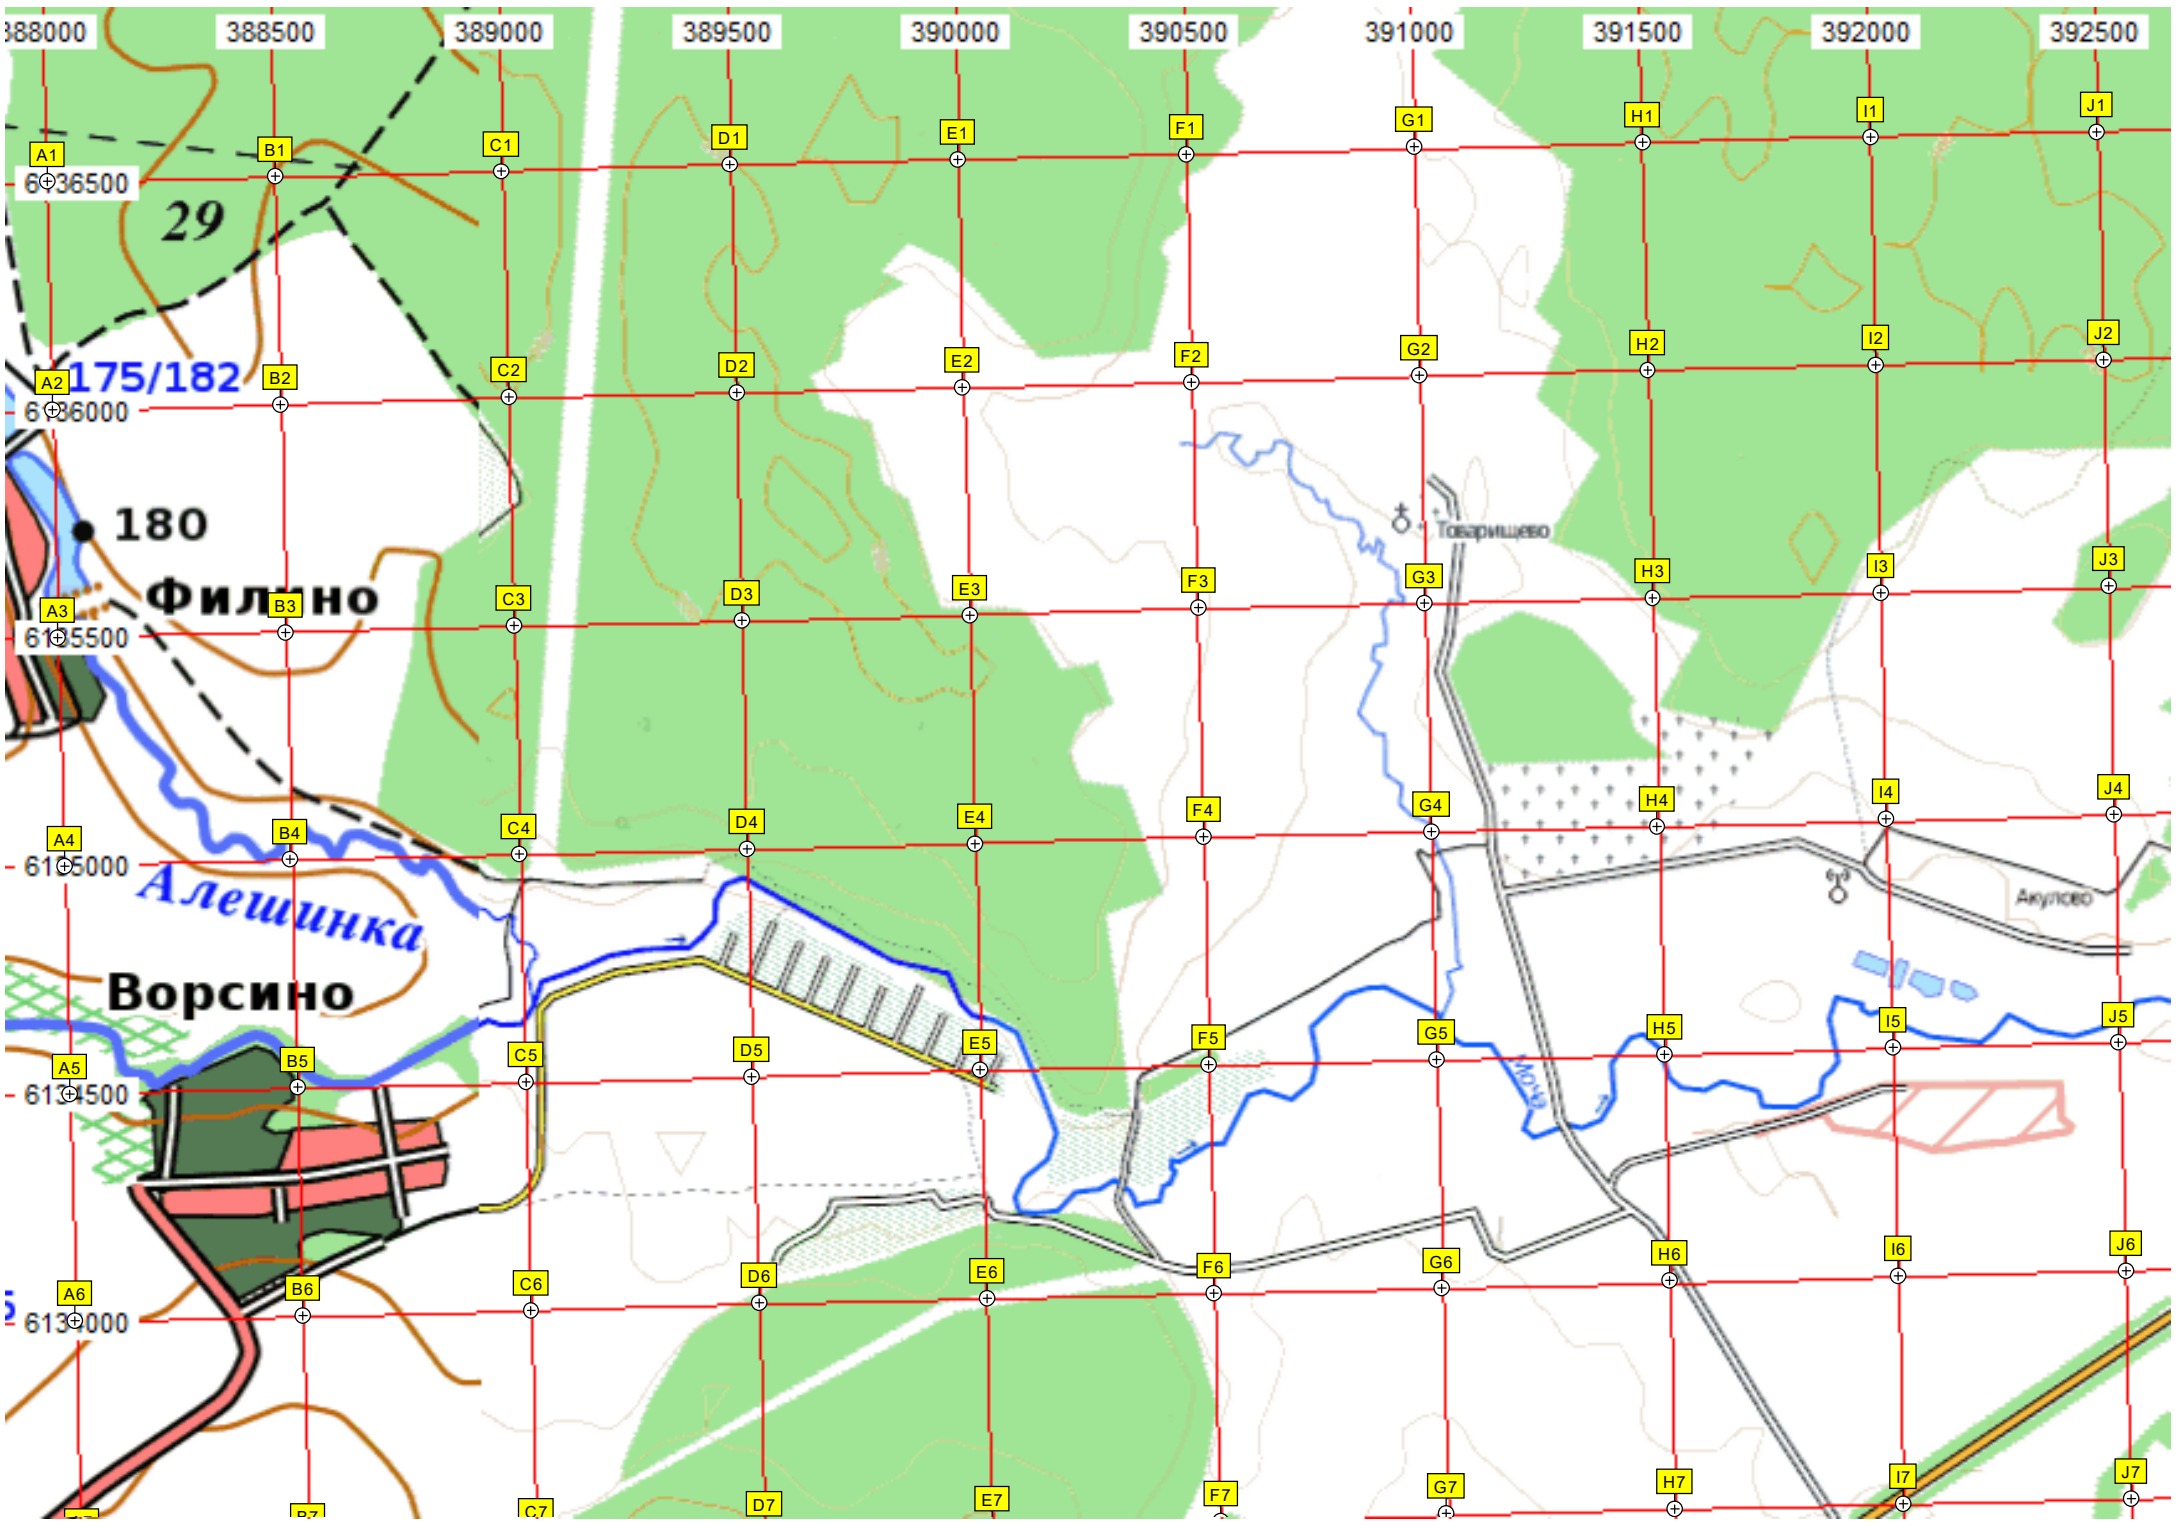 388000 388500 389000 389500 390000 390500 391000 391500 392000 392500
A1 B1 C1 D1 E1 F1 G1 H1 I1 J1
6136500
29
A2 B2 C2 D2 E2 F2 G2 H2 I2 J2
175/182
6136000
180
Товарищево
Филино
A3 B3 C3 D3 E3 F3 G3 H3 I3 J3
6135500
A4 B4 C4 D4 E4 F4 G4 H4 I4 J4
6135000
Алешинка
Акулово
Ворсино
A5 B5 C5 D5 E5 F5 G5 H5 I5 J5
Моча
6134500
A6 B6 C6 D6 E6 F6 G6 H6 I6 J6
6134000
B7 C7 D7 E7 F7 G7 H7 I7 J7